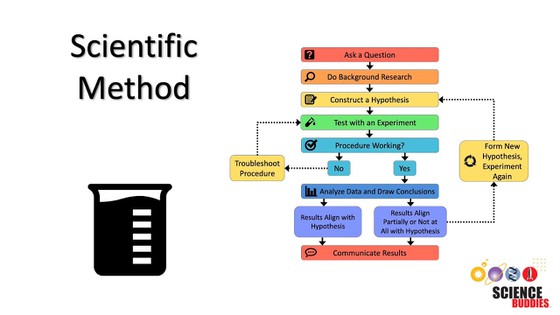 Scientific
Method
Ask a Question
Do Background Research
Construct a Hypothesis
Test with an Experiment
Procedure Working?
No
Yes
Troubleshoot
Procedure
Analyze Data and Draw Conclusions
Results Align with
Hypothesis
Results Align
Partially or Not at
All with Hypothesis
Form New
Hypothesis,
Experiment
Again
Communicate Results
SCIENCE
BUDDIES